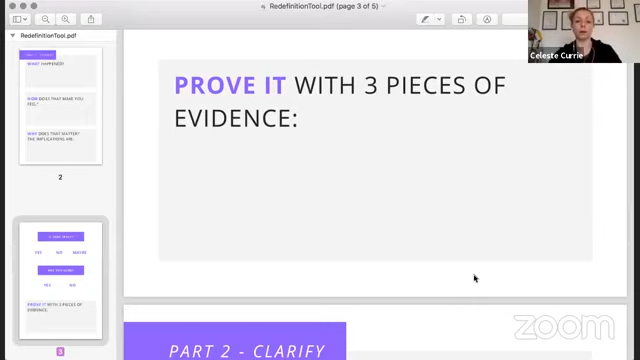 RedefinitionTool.pdf (page 3 of 5)
RedefinitionTool.pdf
WHAT HAPPENED?
HOW DOES THAT MAKE YOU
FEEL?
WHY DOES THAT MATTER?
THE IMPLICATIONS ARE:
2
YES NO MAYBE
YES NO
PROVE IT WITH 3 PIECES OF
EVIDENCE:
3
PROVE IT WITH 3 PIECES OF
EVIDENCE:
PART 2 - CLARIFY
Celeste Currie
zoom